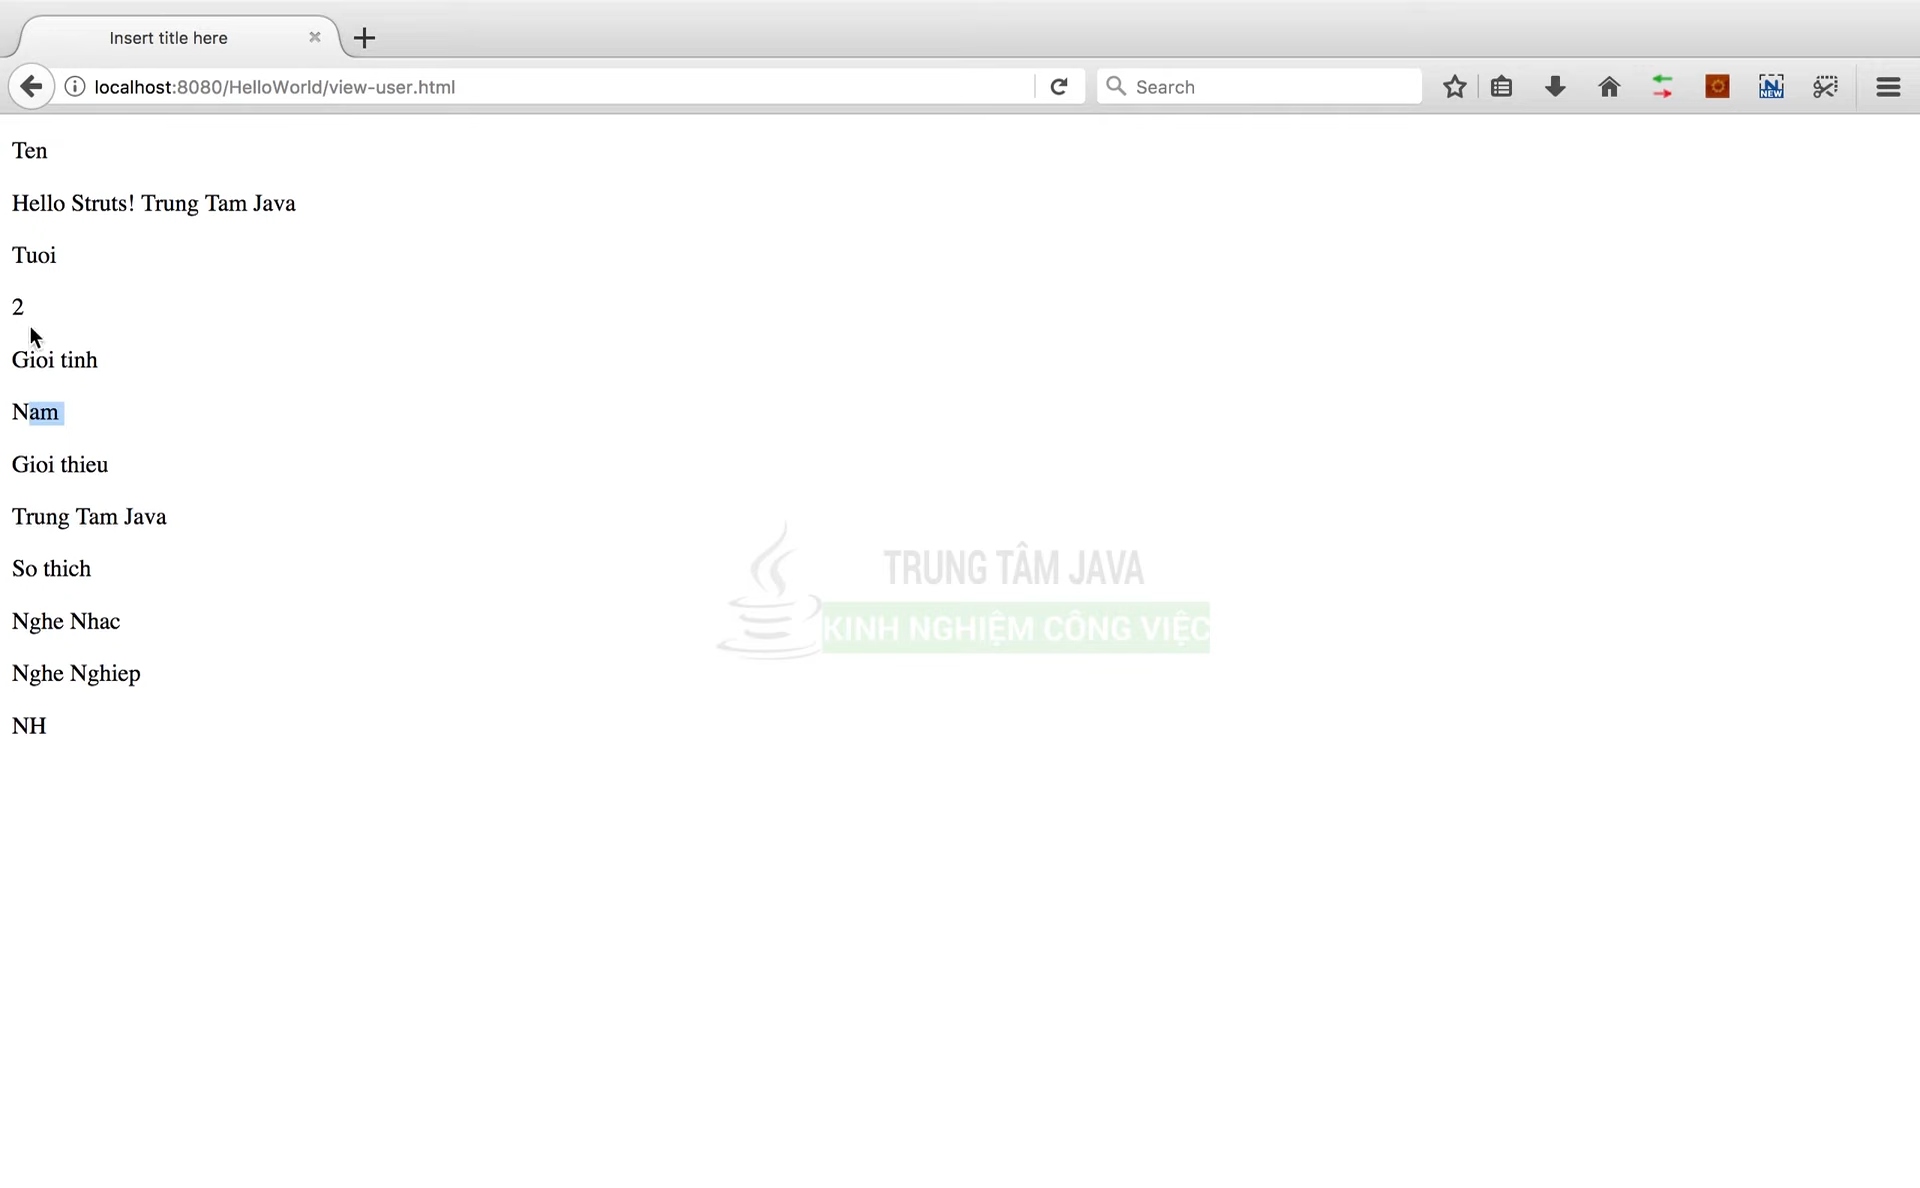 Insert title here
localhost:8080/HelloWorld/view-user.html
Search
NEW
Ten
Hello Struts! Trung Tam Java
Tuoi
2
Gioi tinh
Nam
Gioi thieu
Trung Tam Java
So thich
Nghe Nhac
Nghe Nghiep
NH
TRUNG TÂM JAVA
KINH NGHIỆM CÔNG VIỆC